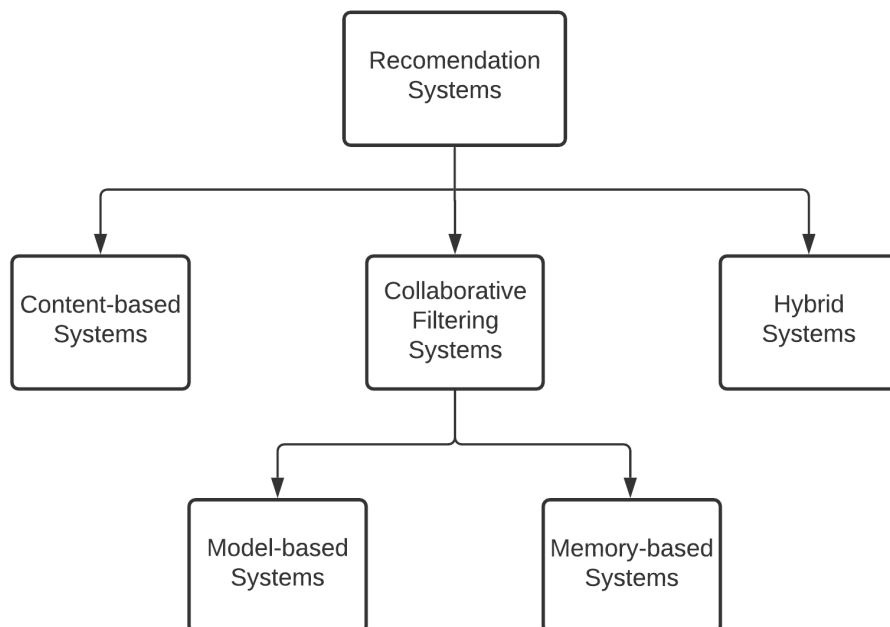 Recomendation
Systems
Content-based
Systems
Collaborative
Filtering
Systems
Hybrid
Systems
Model-based
Systems
Memory-based
Systems